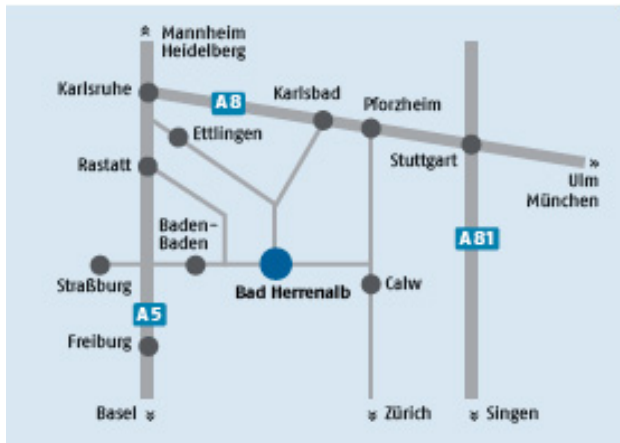 Mannheim
Heidelberg
Karlsruhe
A8
Karlsbad
Pforzheim
Ettlingen
Rastatt
Stuttgart
Ulm
München
Baden-
Baden
A81
Straßburg
Bad Herrenalb
Calw
A5
Freiburg
Basel
Zürich
Singen